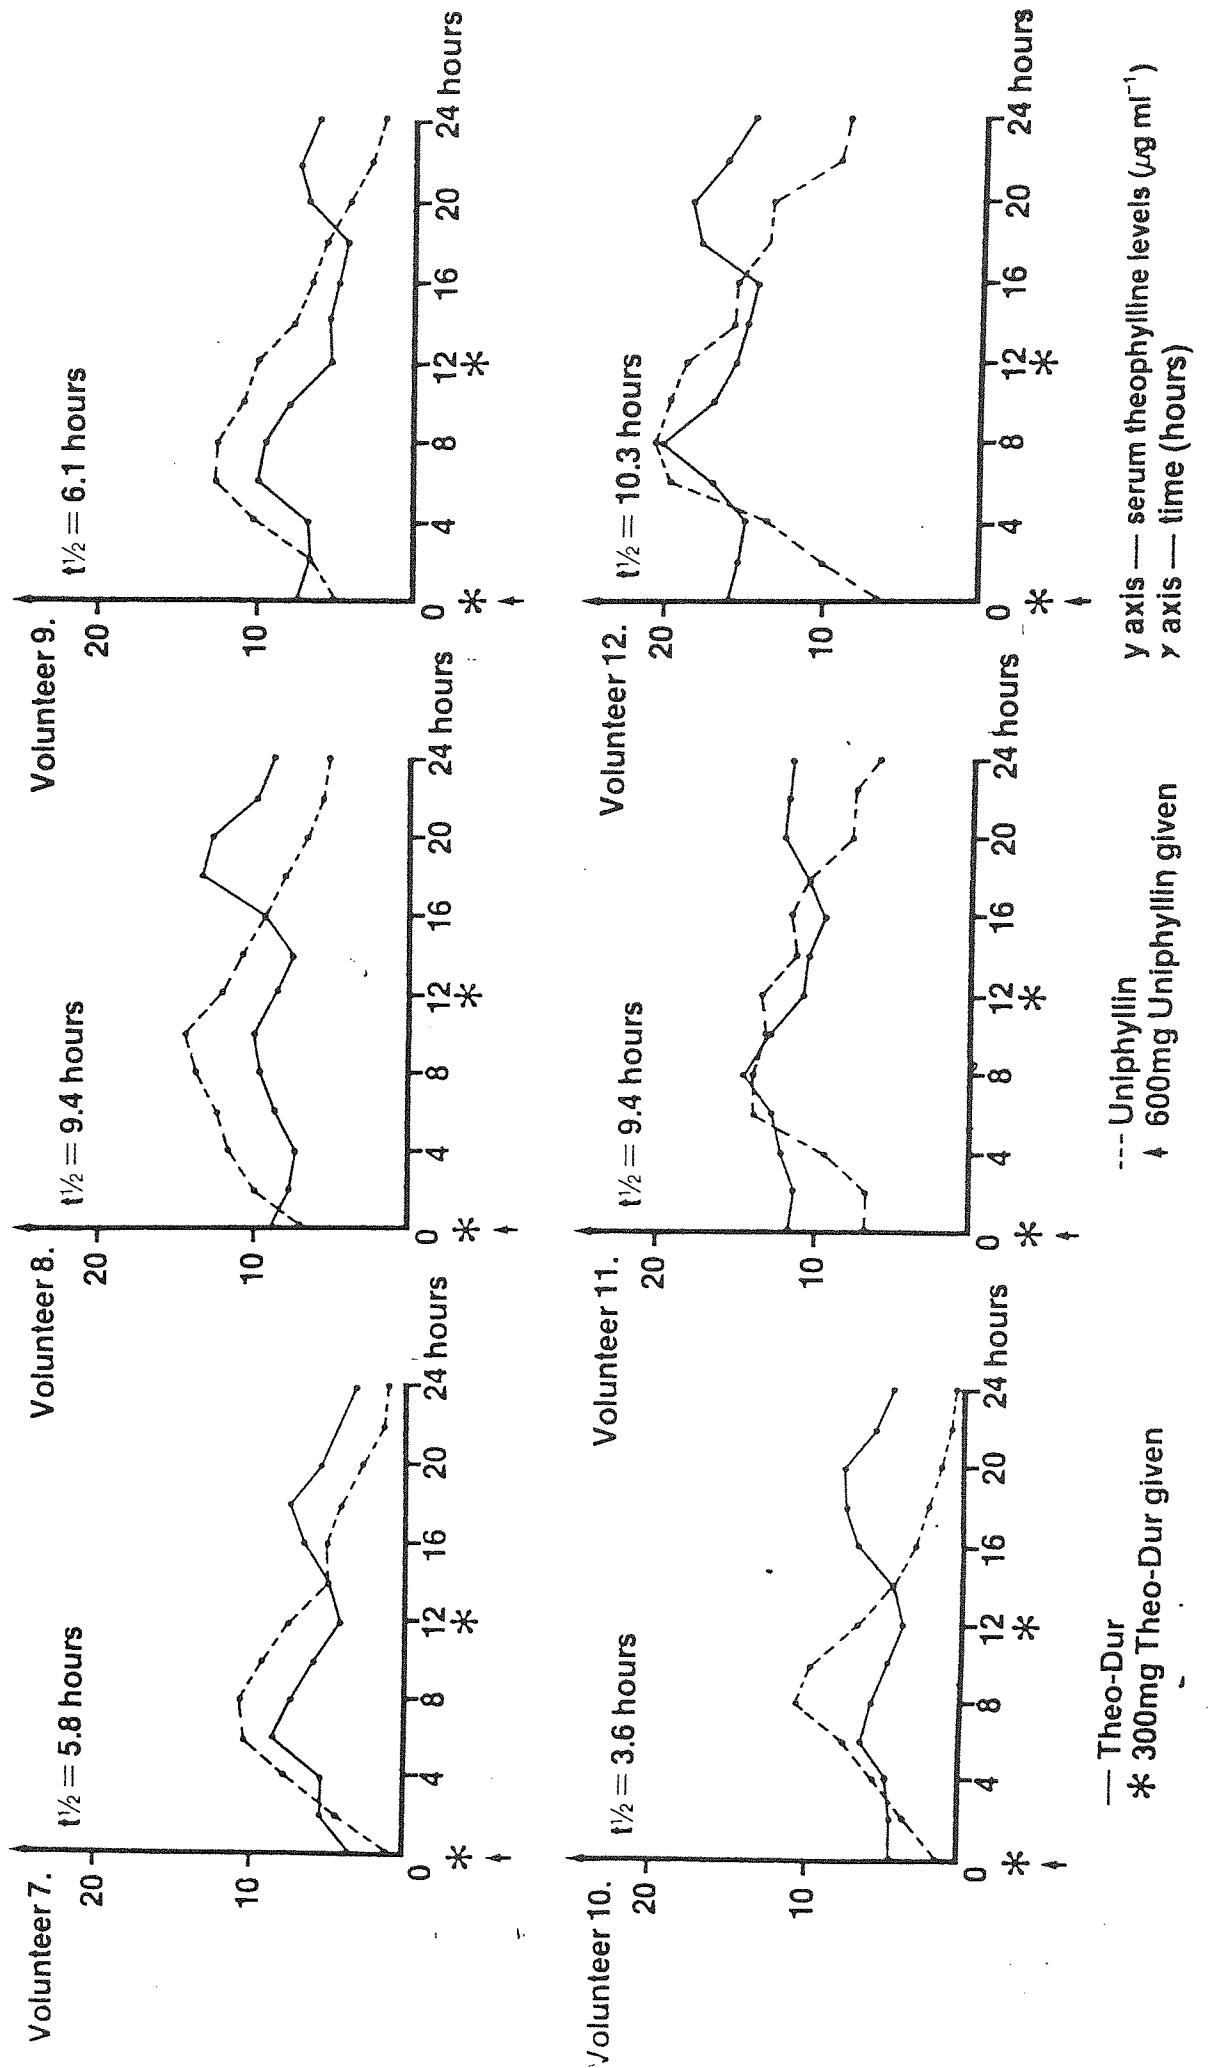 Volunteer 7.
t½ = 5.8 hours
20
10
0 4 8 12 16 20 24 hours
* *
Volunteer 8.
t½ = 9.4 hours
20
10
0 4 8 12 16 20 24 hours
* *
Volunteer 9.
t½ = 6.1 hours
20
10
0 4 8 12 16 20 24 hours
* *
Volunteer 10.
t½ = 3.6 hours
20
10
0 4 8 12 16 20 24 hours
* *
Volunteer 11.
t½ = 9.4 hours
20
10
0 4 8 12 16 20 24 hours
* *
Volunteer 12.
t½ = 10.3 hours
20
10
0 4 8 12 16 20 24 hours
* *
— Theo-Dur
* 300mg Theo-Dur given
--- Uniphyllin
↑ 600mg Uniphyllin given
y axis — serum theophylline levels (μg ml⁻¹)
y axis — time (hours)